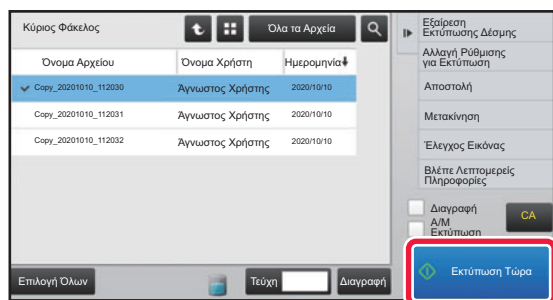 Κύριος Φάκελος
Όλα τα Αρχεία
Όνομα Αρχείου
Όνομα Χρήστη
Ημερομηνία
Copy_20201010_112030
Άγνωστος Χρήστης
2020/10/10
Copy_20201010_112031
Άγνωστος Χρήστης
2020/10/10
Copy_20201010_112032
Άγνωστος Χρήστης
2020/10/10
Επιλογή Όλων
Τεύχη
Διαγραφή
Εξαίρεση
Εκτύπωσης Δέσμης
Αλλαγή Ρύθμισης
για Εκτύπωση
Αποστολή
Μετακίνηση
Έλεγχος Εικόνας
Βλέπε Λεπτομερείς
Πληροφορίες
Διαγραφή
Α/Μ
Εκτύπωση
CA
Εκτύπωση Τώρα